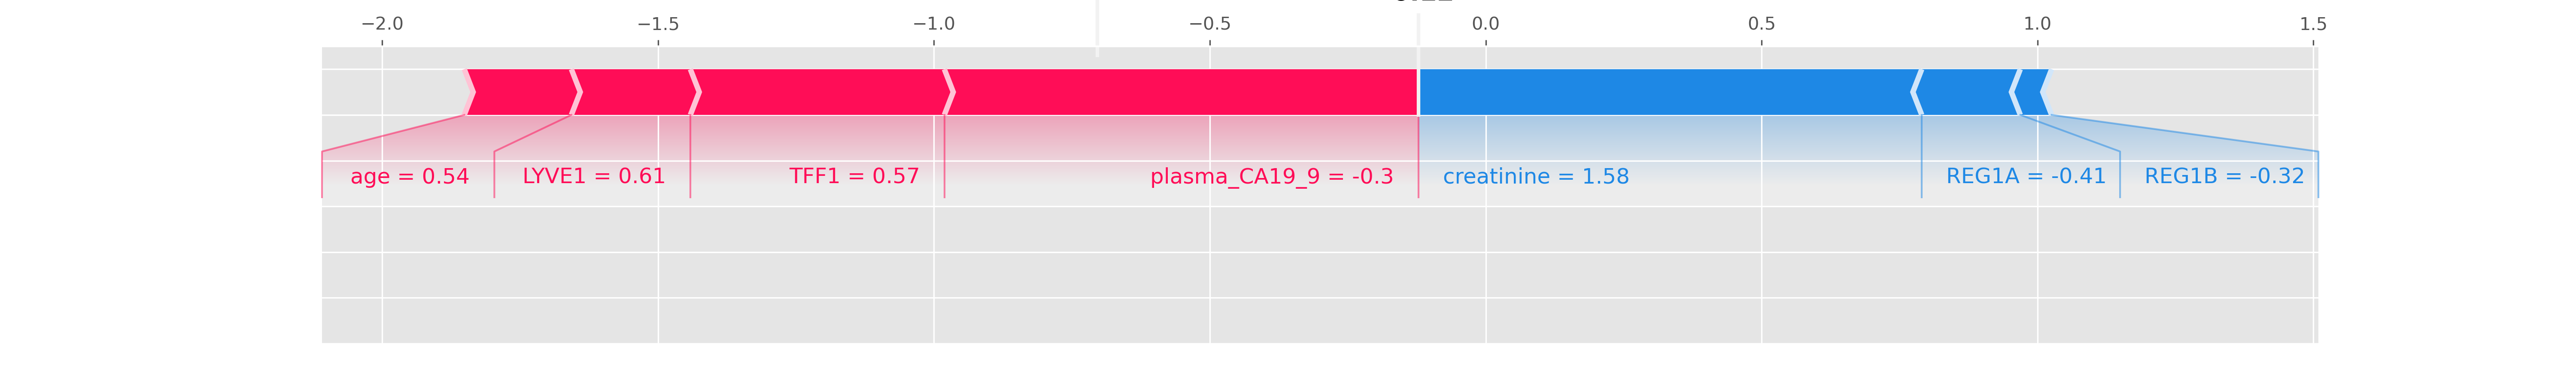 −2.0 −1.5 −1.0 −0.5 0.0 0.5 1.0 1.5
age = 0.54 LYVE1 = 0.61 TFF1 = 0.57 plasma_CA19_9 = -0.3 creatinine = 1.58 REG1A = -0.41 REG1B = -0.32